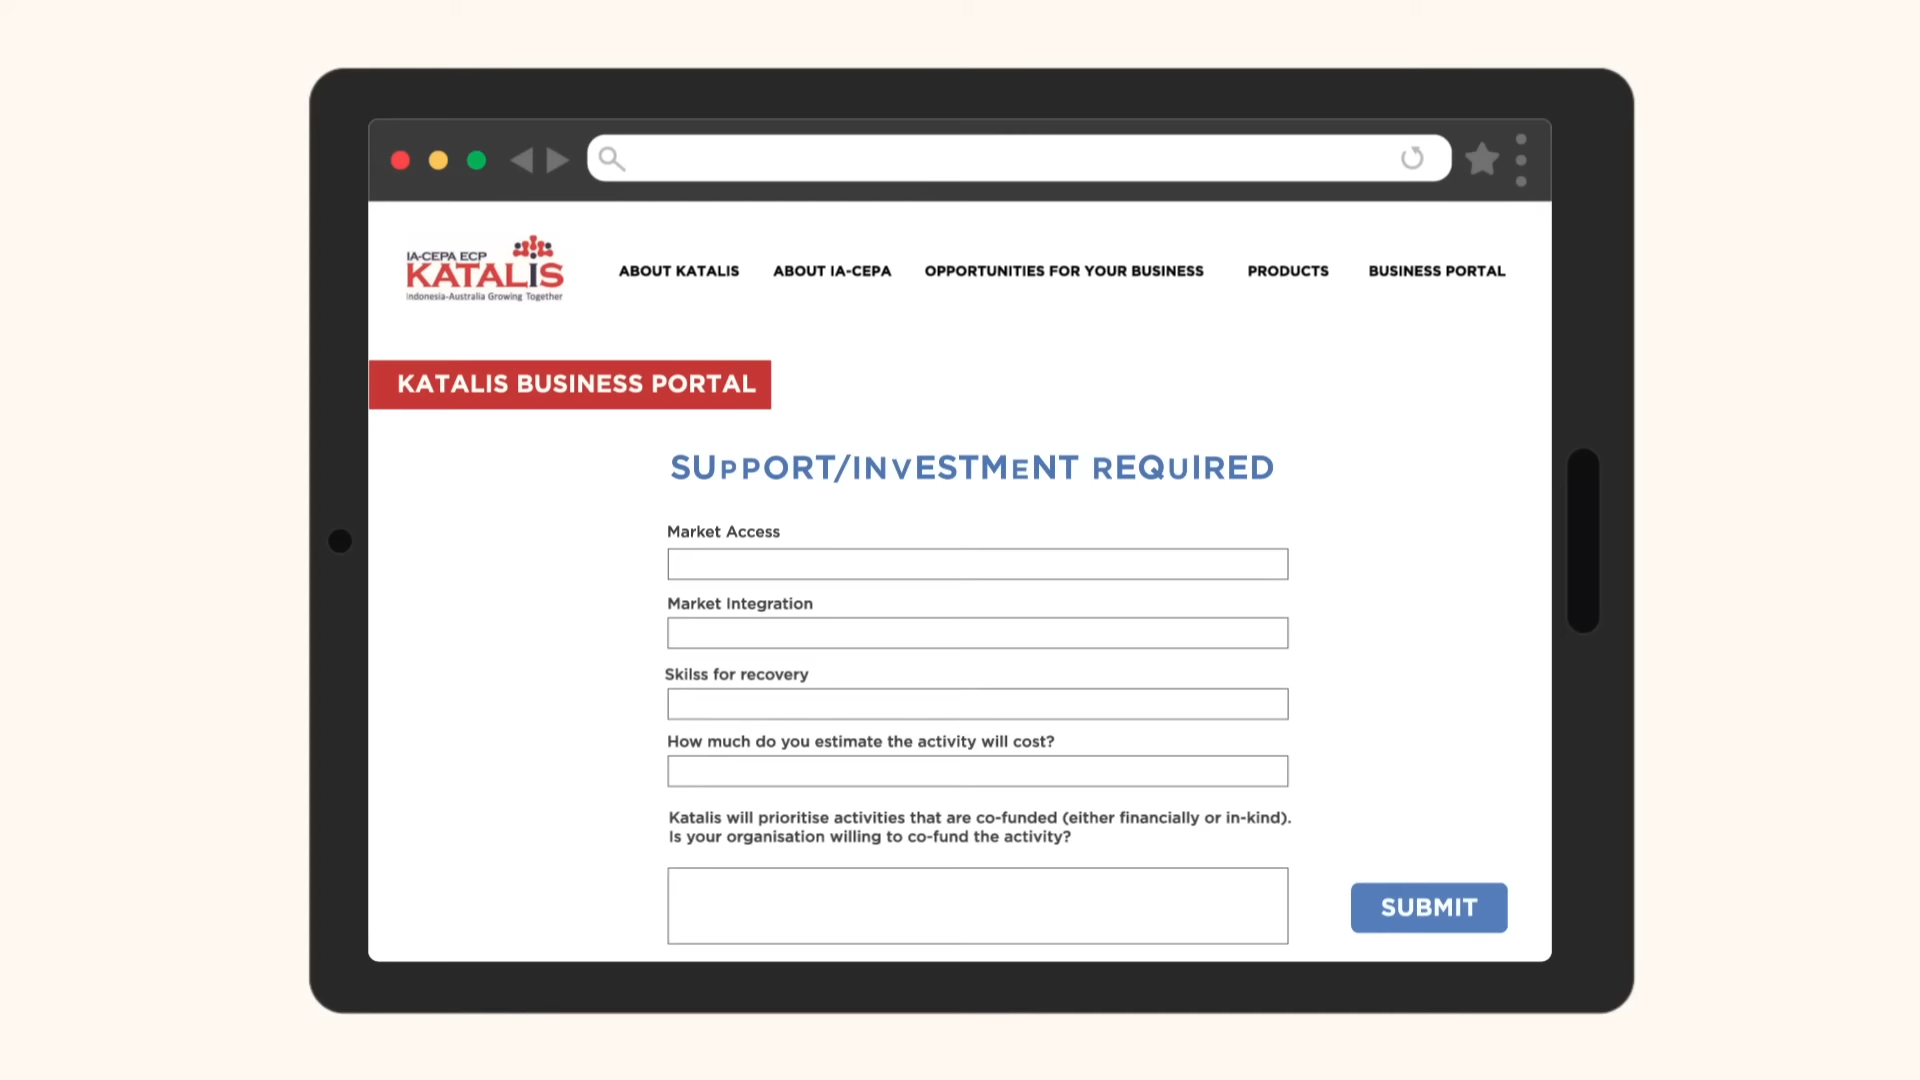 IA-CEPA ECP
KATALIS
Indonesia-Australia Growing Together
ABOUT KATALIS
ABOUT IA-CEPA
OPPORTUNITIES FOR YOUR BUSINESS
PRODUCTS
BUSINESS PORTAL
KATALIS BUSINESS PORTAL
SUPPORT/INVESTMENT REQUIRED
Market Access
Market Integration
Skilss for recovery
How much do you estimate the activity will cost?
Katalis will prioritise activities that are co-funded (either financially or in-kind).
Is your organisation willing to co-fund the activity?
SUBMIT